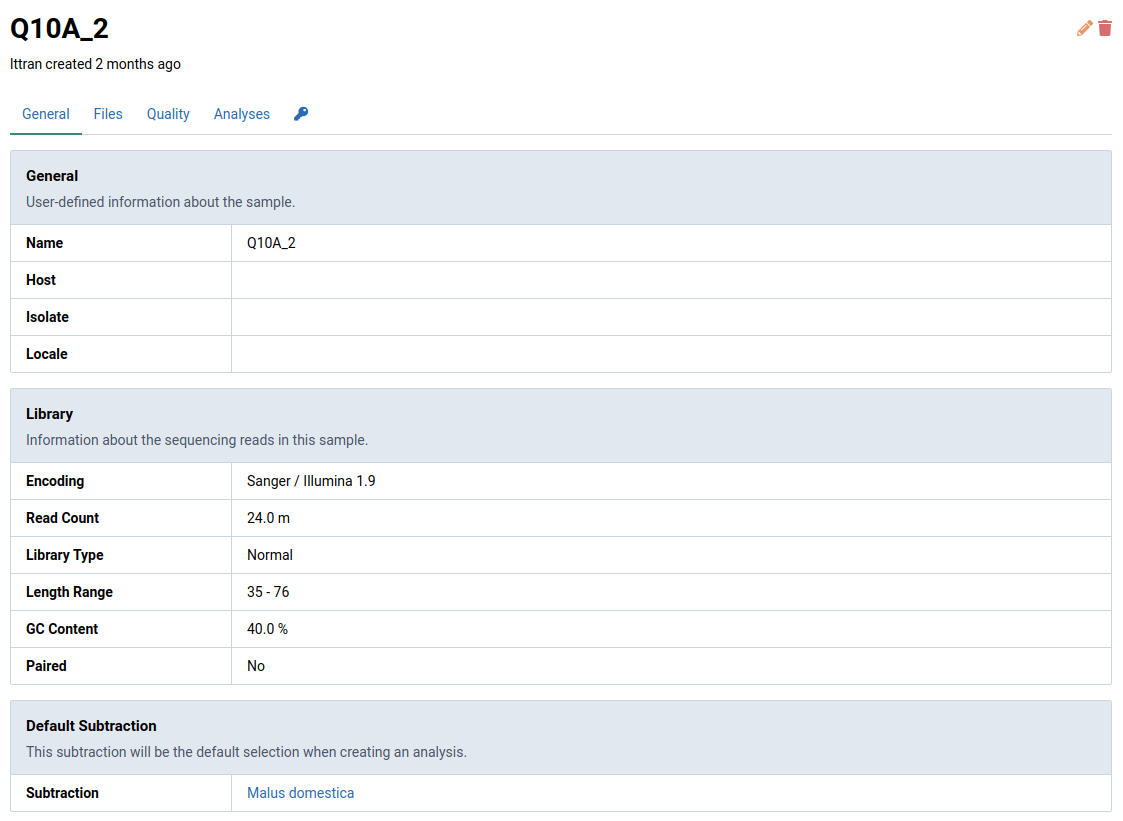 Q10A_2
lttran created 2 months ago
General Files Quality Analyses
General
User-defined information about the sample.
Name Q10A_2
Host
Isolate
Locale
Library
Information about the sequencing reads in this sample.
Encoding Sanger / Illumina 1.9
Read Count 24.0 m
Library Type Normal
Length Range 35 - 76
GC Content 40.0 %
Paired No
Default Subtraction
This subtraction will be the default selection when creating an analysis.
Subtraction Malus domestica